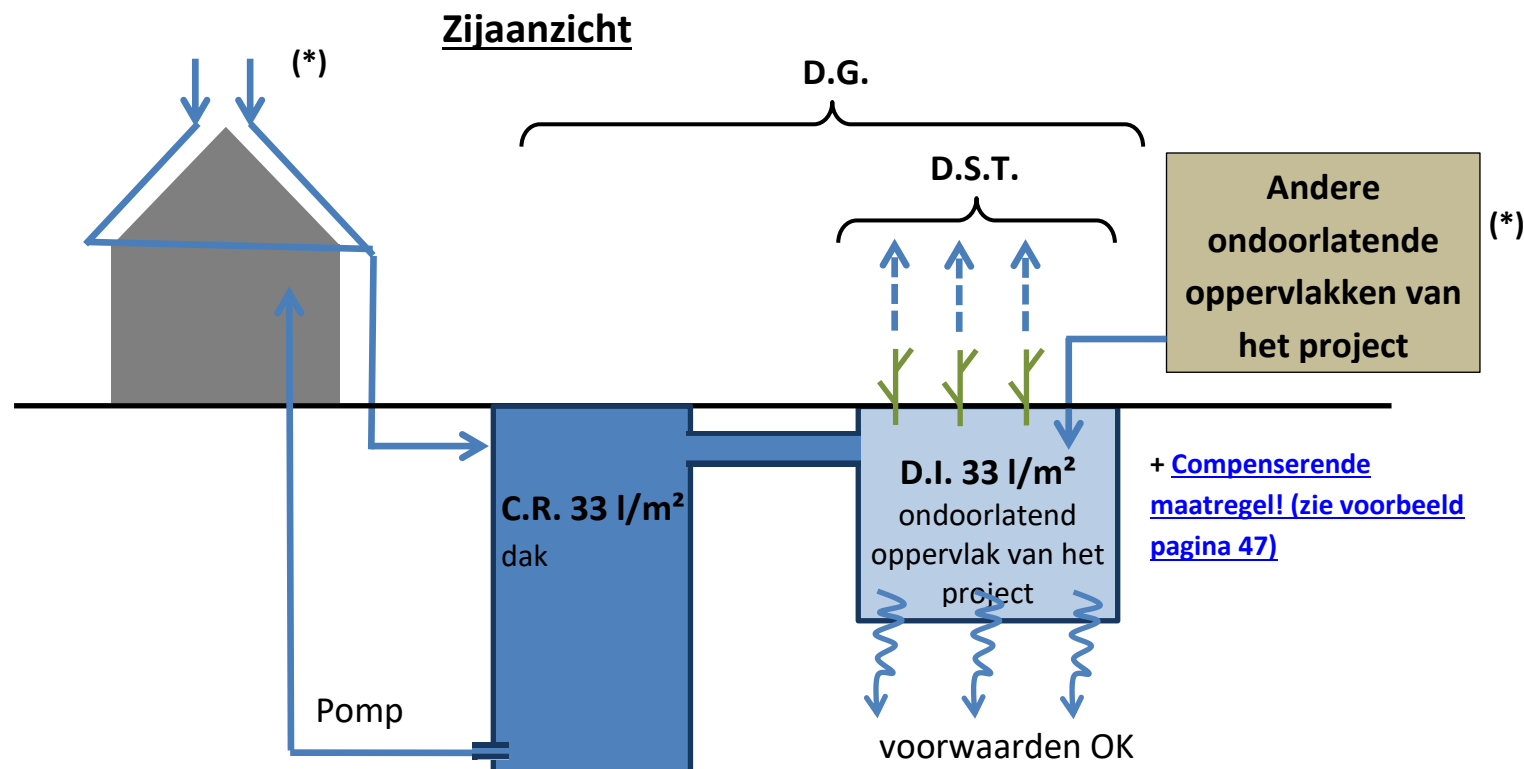 Zijaanzicht
(*)
D.G.
D.S.T.
Andere
ondoorlatende
oppervlakken van
het project
(*)
C.R. 33 l/m²
dak
D.I. 33 l/m²
ondoorlatend
oppervlak van het
project
+ Compenserende
maatregel! (zie voorbeeld
pagina 47)
Pomp
voorwaarden OK